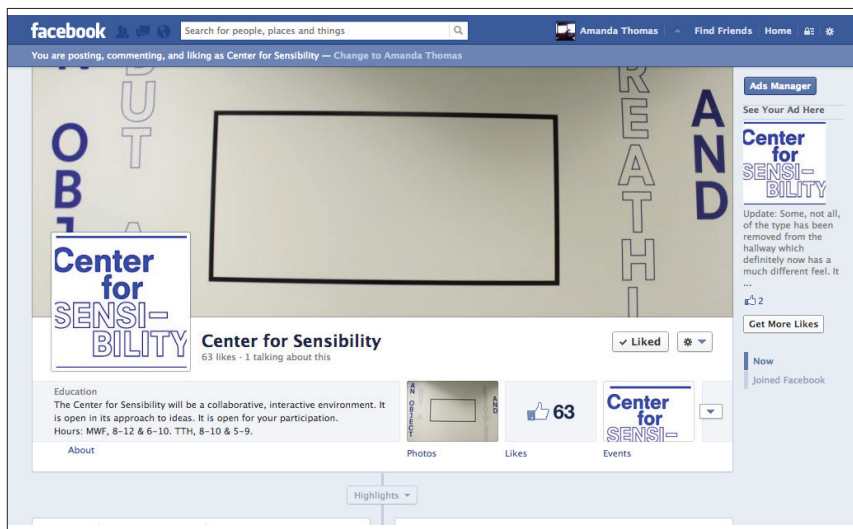 facebook
Search for people, places and things
Amanda Thomas
Find Friends
Home
You are posting, commenting, and liking as Center for Sensibility — Change to Amanda Thomas
OBJ
BUT A
REATHI
AND
Center
for
SENSI–
BILITY
Center for Sensibility
63 likes · 1 talking about this
Liked
Education
The Center for Sensibility will be a collaborative, interactive environment. It
is open in its approach to ideas. It is open for your participation.
Hours: MWF, 8-12 & 6-10. TTH, 8-10 & 5-9.
About
AN OBJECT
AND
Photos
63
Likes
Center
for
SENSI–
Events
Highlights
Ads Manager
See Your Ad Here
Center
for
SENSI–
BILITY
Update: Some, not all,
of the type has been
removed from the
hallway which
definitely now has a
much different feel. It
...
2
Get More Likes
Now
Joined Facebook